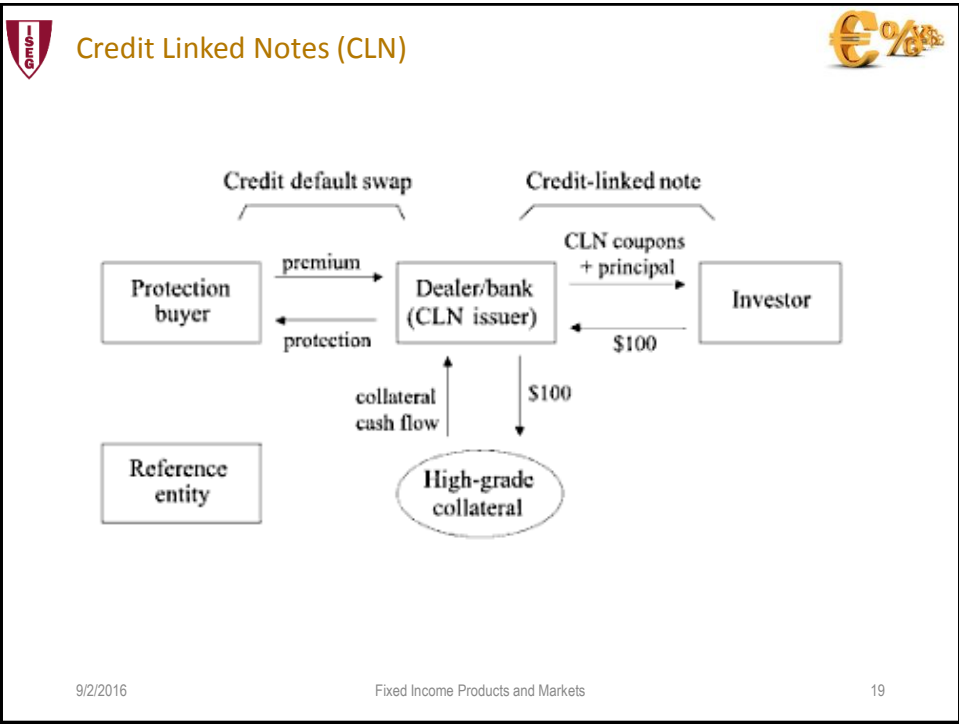 ISEG
Credit Linked Notes (CLN)
Credit default swap
Credit-linked note
CLN coupons
+ principal
premium
Protection
buyer
Dealer/bank
(CLN issuer)
Investor
protection
$100
collateral
cash flow
$100
Reference
entity
High-grade
collateral
9/2/2016
Fixed Income Products and Markets
19